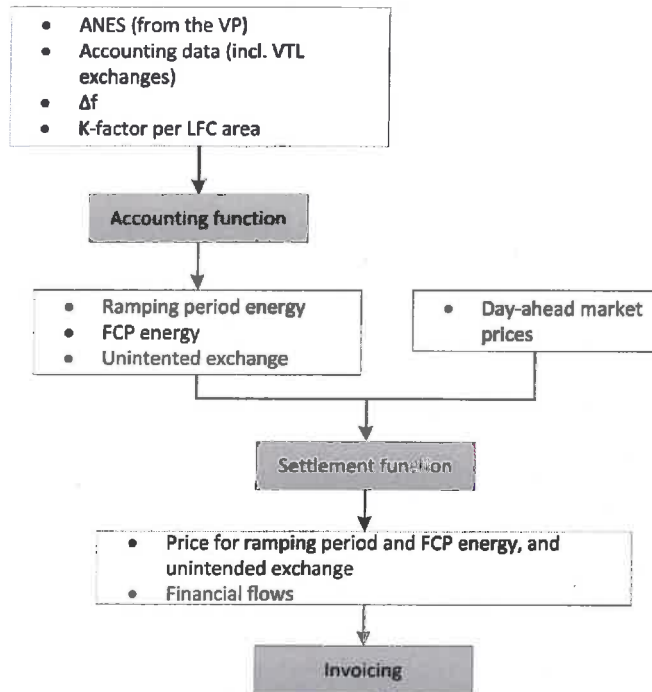 • ANES (from the VP)
• Accounting data (incl. VTL
exchanges)
• Δf
• K-factor per LFC area
Accounting function
• Ramping period energy
• FCP energy
• Unintented exchange
• Day-ahead market
prices
Settlement function
• Price for ramping period and FCP energy, and
unintended exchange
• Financial flows
Invoicing